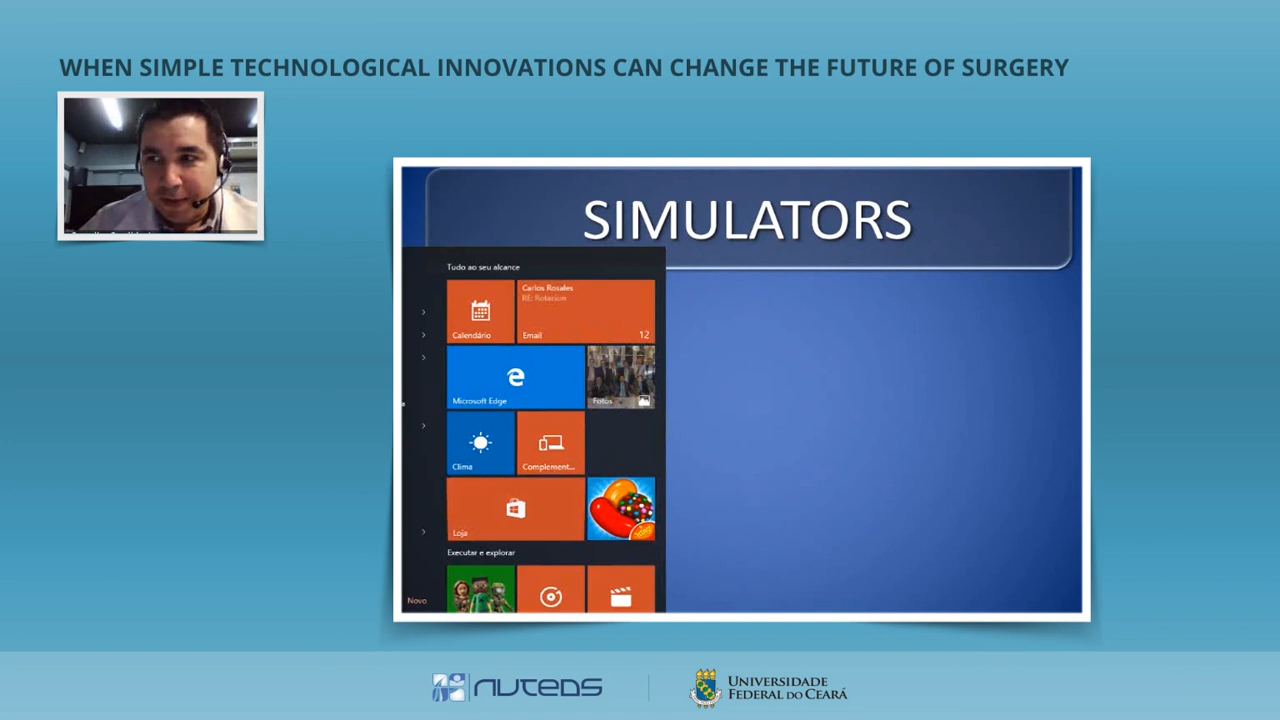 WHEN SIMPLE TECHNOLOGICAL INNOVATIONS CAN CHANGE THE FUTURE OF SURGERY
SIMULATORS
Tudo ao seu alcance
Calendário
Carlos Rosales
RE: Rotacion
Email 12
Microsoft Edge
Fotos
Clima
Complement...
Loja
Executar e explorar
Novo
NUTEDS
UNIVERSIDADE
FEDERAL DO CEARÁ